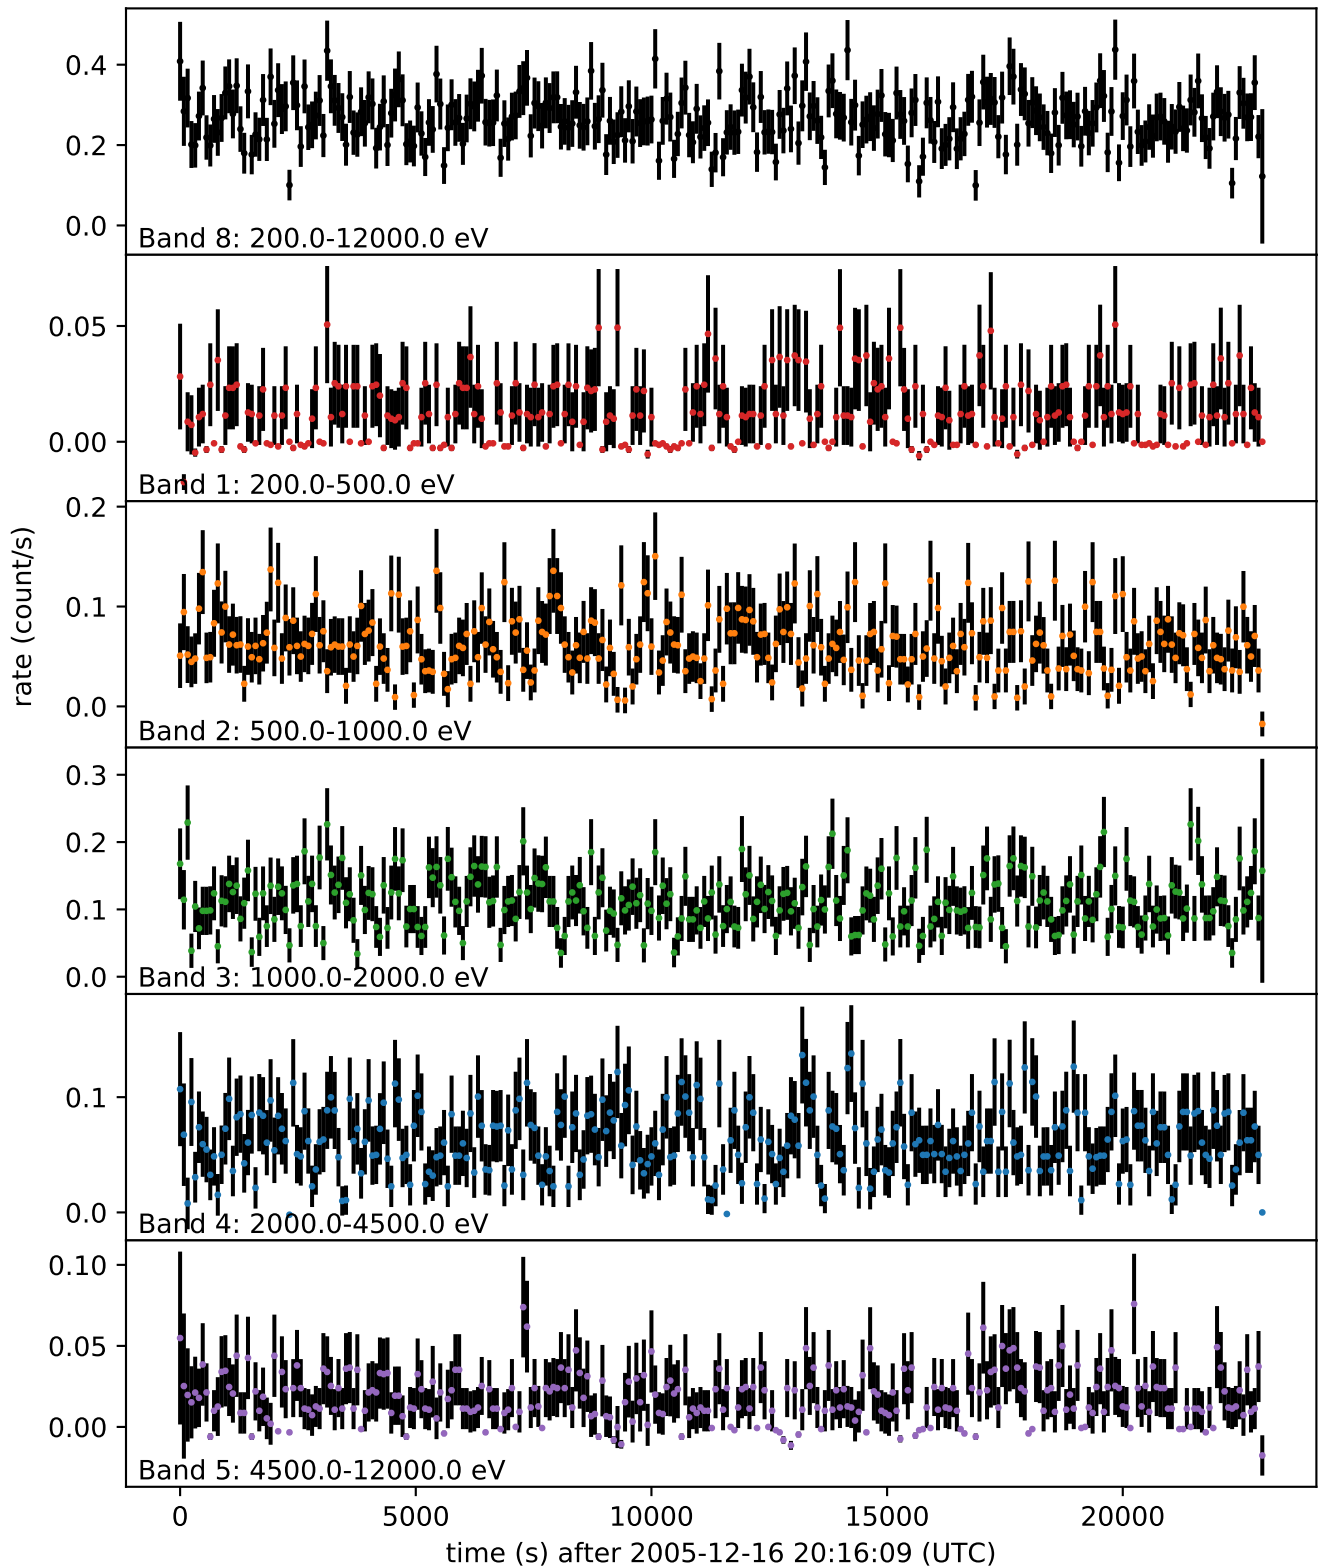 0.4
0.2
0.0
Band 8: 200.0-12000.0 eV
0.05
0.00
Band 1: 200.0-500.0 eV
0.2
0.1
0.0
Band 2: 500.0-1000.0 eV
rate (count/s)
0.3
0.2
0.1
0.0
Band 3: 1000.0-2000.0 eV
0.1
0.0
Band 4: 2000.0-4500.0 eV
0.10
0.05
0.00
Band 5: 4500.0-12000.0 eV
0 5000 10000 15000 20000
time (s) after 2005-12-16 20:16:09 (UTC)